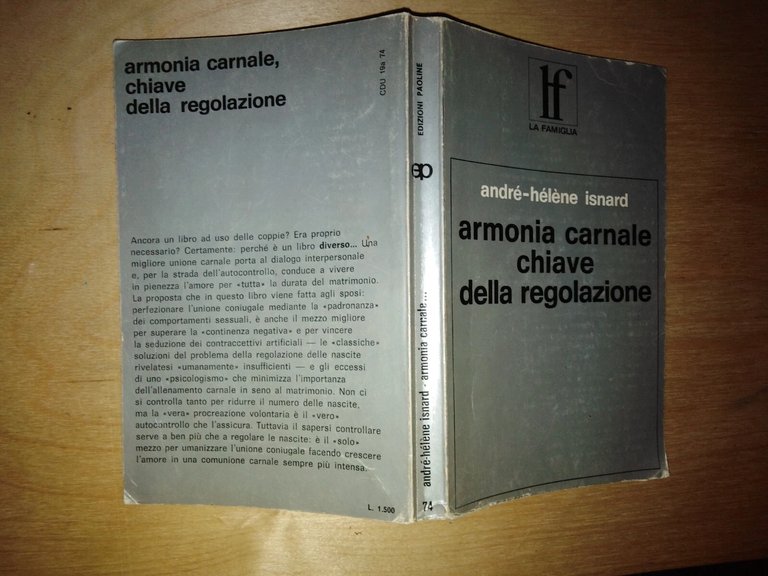 armonia carnale,
chiave
della regolazione
CDU 19a 74
Ancora un libro ad uso delle coppie? Era proprio
necessario? Certamente: perché è un libro diverso... Una
migliore unione carnale porta al dialogo interpersonale
e, per la strada dell'autocontrollo, conduce a vivere
in pienezza l'amore per «tutta» la durata del matrimonio.
La proposta che in questo libro viene fatta agli sposi:
perfezionare l'unione coniugale mediante la «padronanza»
dei comportamenti sessuali, è anche il mezzo migliore
per superare la «continenza negativa» e per vincere
la seduzione dei contraccettivi artificiali — le «classiche»
soluzioni del problema della regolazione delle nascite
rivelatesi «umanamente» insufficienti — e gli eccessi
di uno «psicologismo» che minimizza l'importanza
dell'allenamento carnale in seno al matrimonio. Non ci
si controlla tanto per ridurre il numero delle nascite,
ma la «vera» procreazione volontaria è il «vero»
autocontrollo che l'assicura. Tuttavia il sapersi controllare
serve a ben più che a regolare le nascite: è il «solo»
mezzo per umanizzare l'unione coniugale facendo crescere
l'amore in una comunione carnale sempre più intensa.
L. 1.500
EDIZIONI PAOLINE
ep
andré-hélène isnard - armonia carnale...
74
lf
LA FAMIGLIA
andré-hélène isnard
armonia carnale
chiave
della regolazione